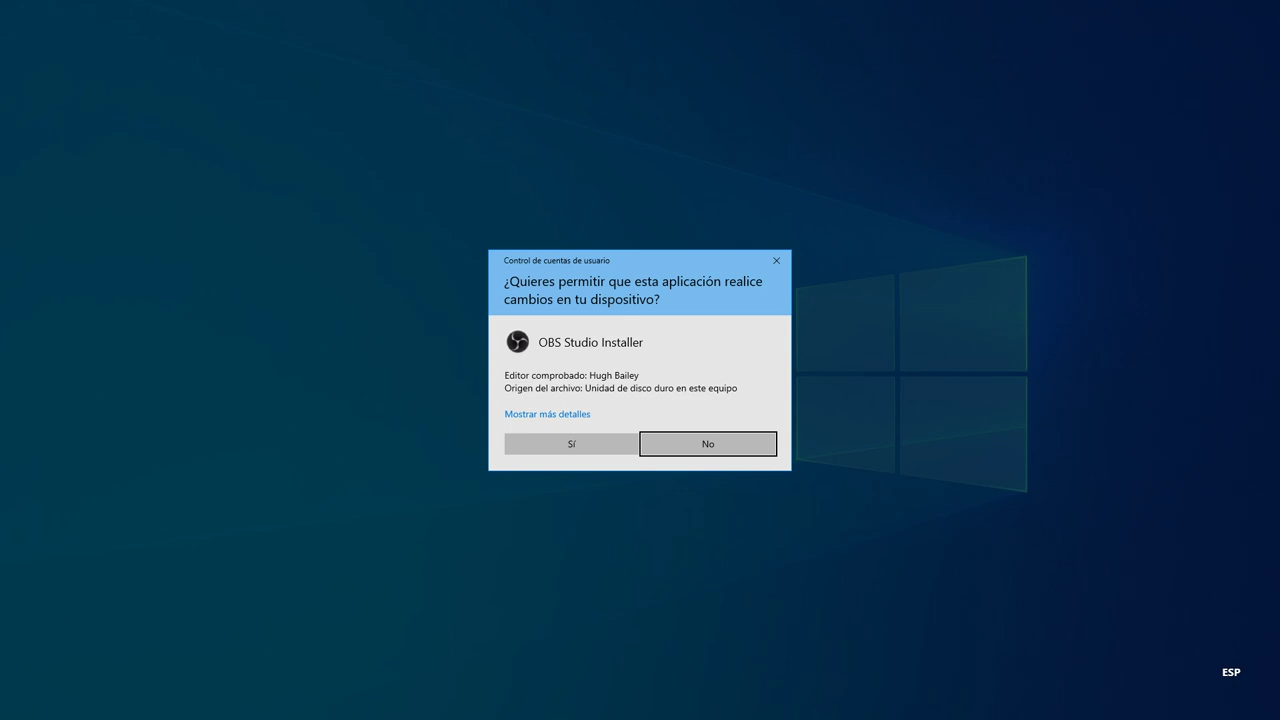 Control de cuentas de usuario
¿Quieres permitir que esta aplicación realice
cambios en tu dispositivo?
OBS Studio Installer
Editor comprobado: Hugh Bailey
Origen del archivo: Unidad de disco duro en este equipo
Mostrar más detalles
Sí
No
ESP